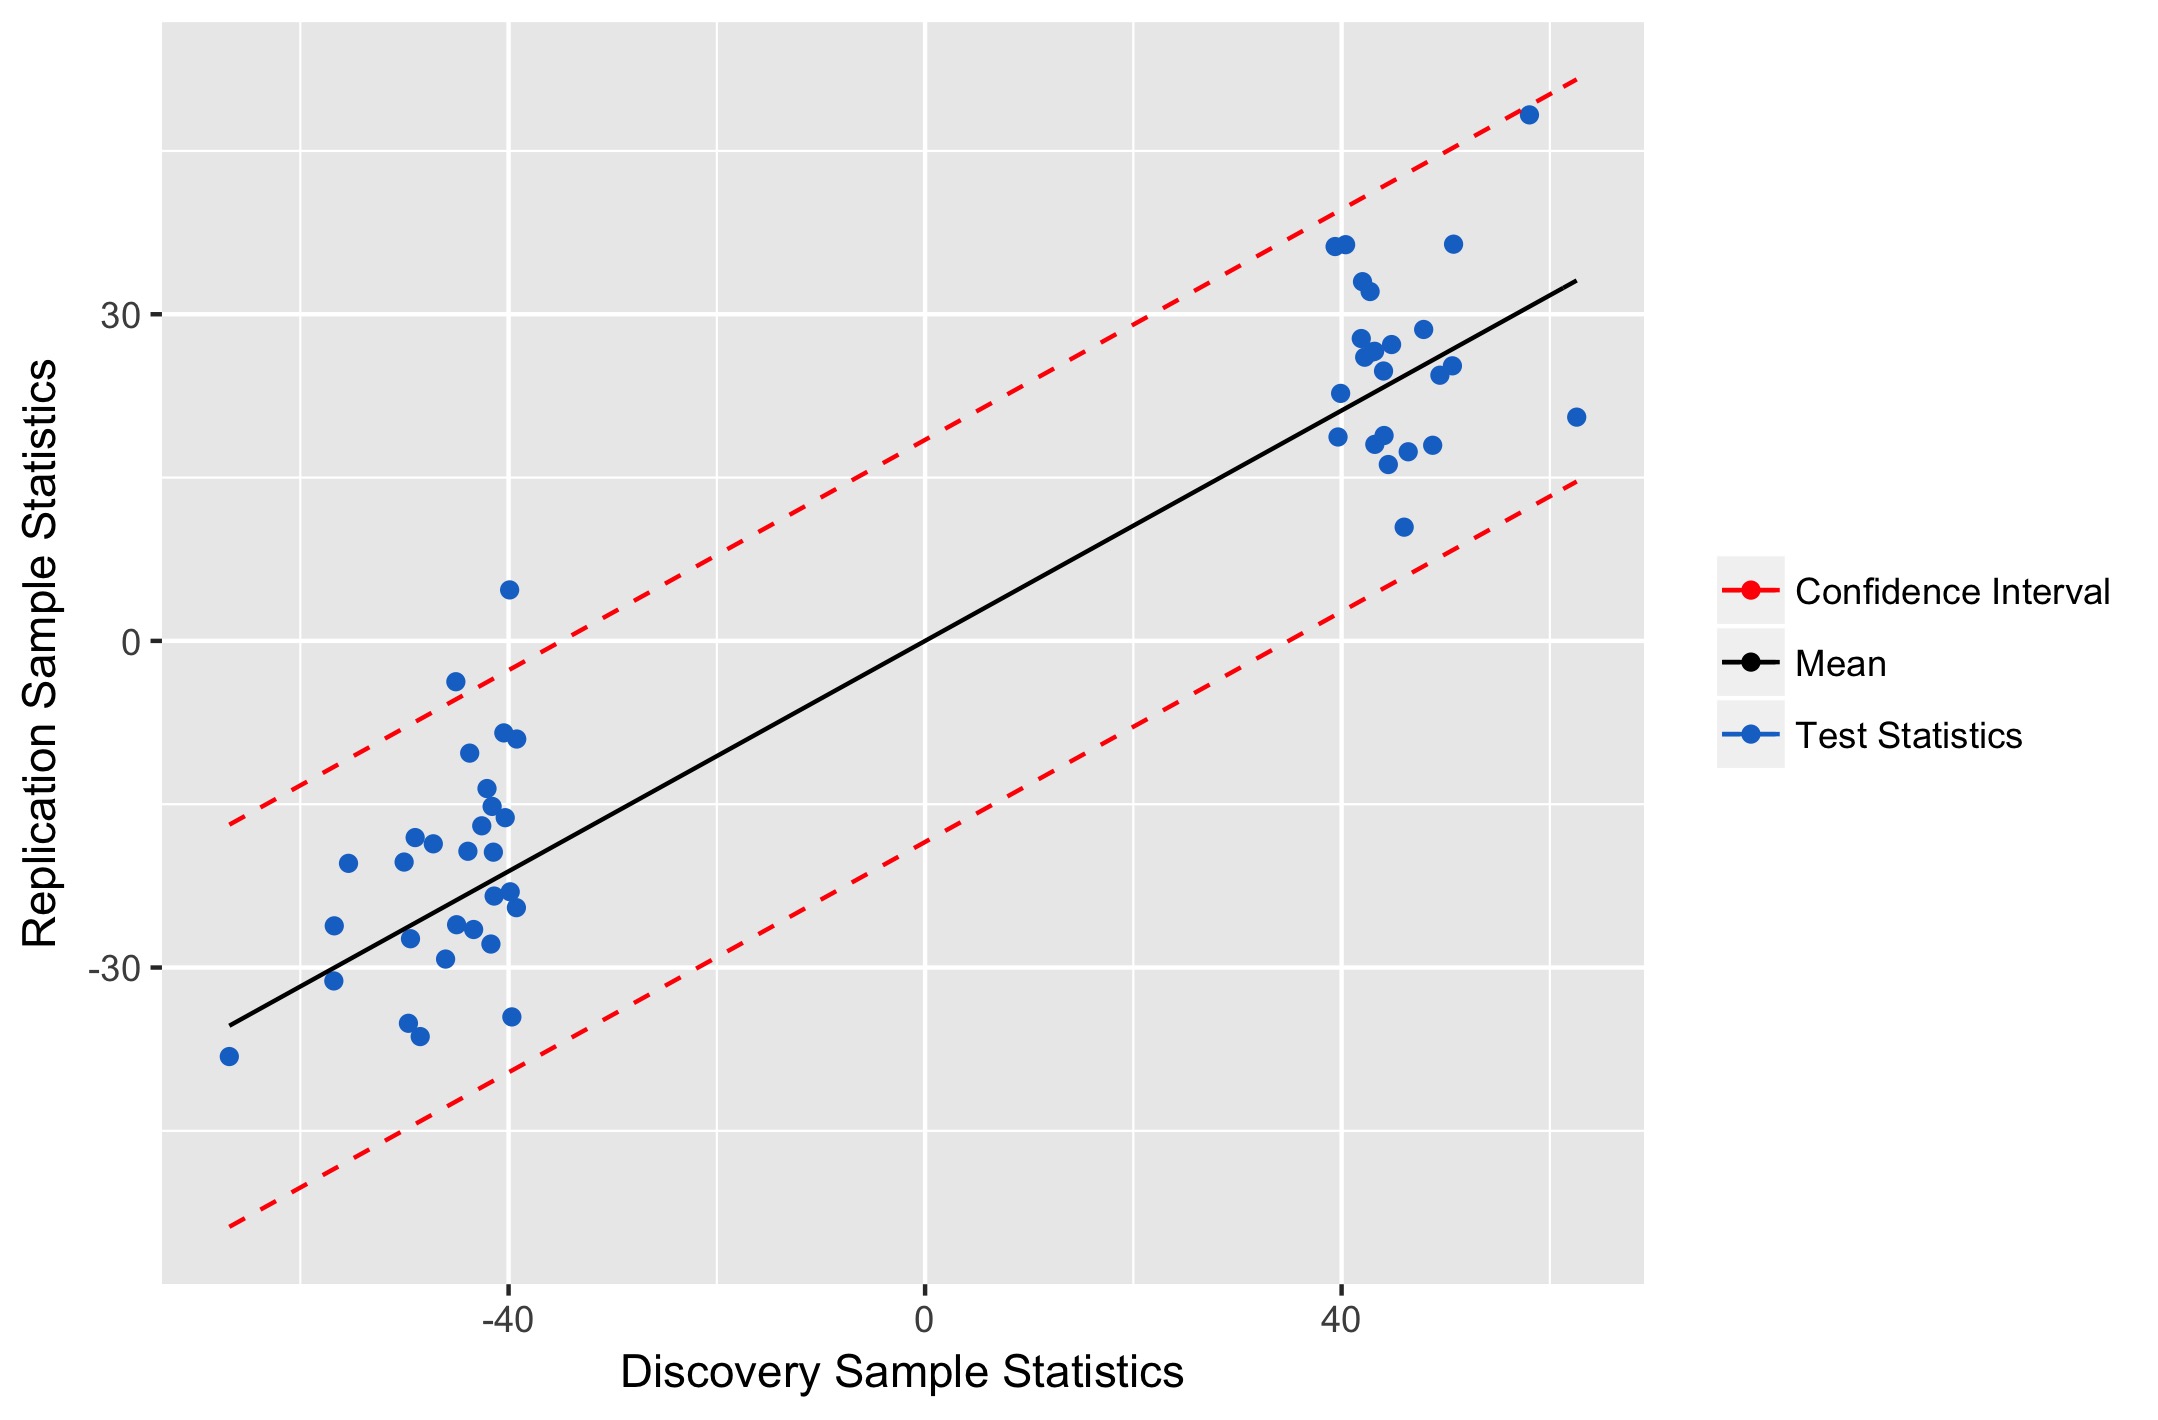 Replication Sample Statistics
30
0
-30
-40 0 40
Discovery Sample Statistics
Confidence Interval
Mean
Test Statistics